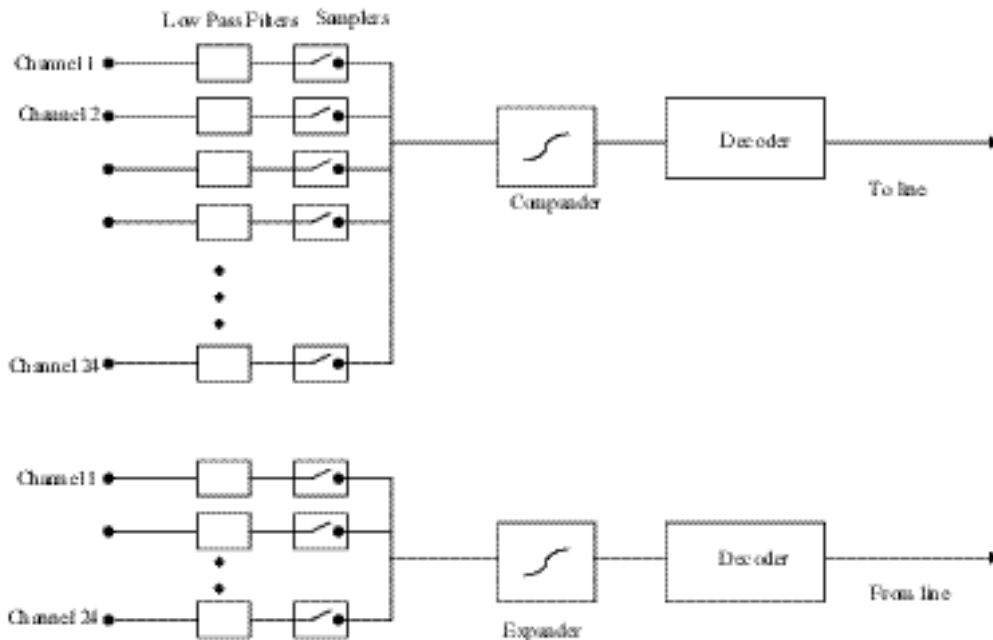 Low Pass Filters
Samplers
Channel 1
Channel 2
Decoder
To line
Compander
Channel 24
Channel 1
Decoder
Channel 24
From line
Expander